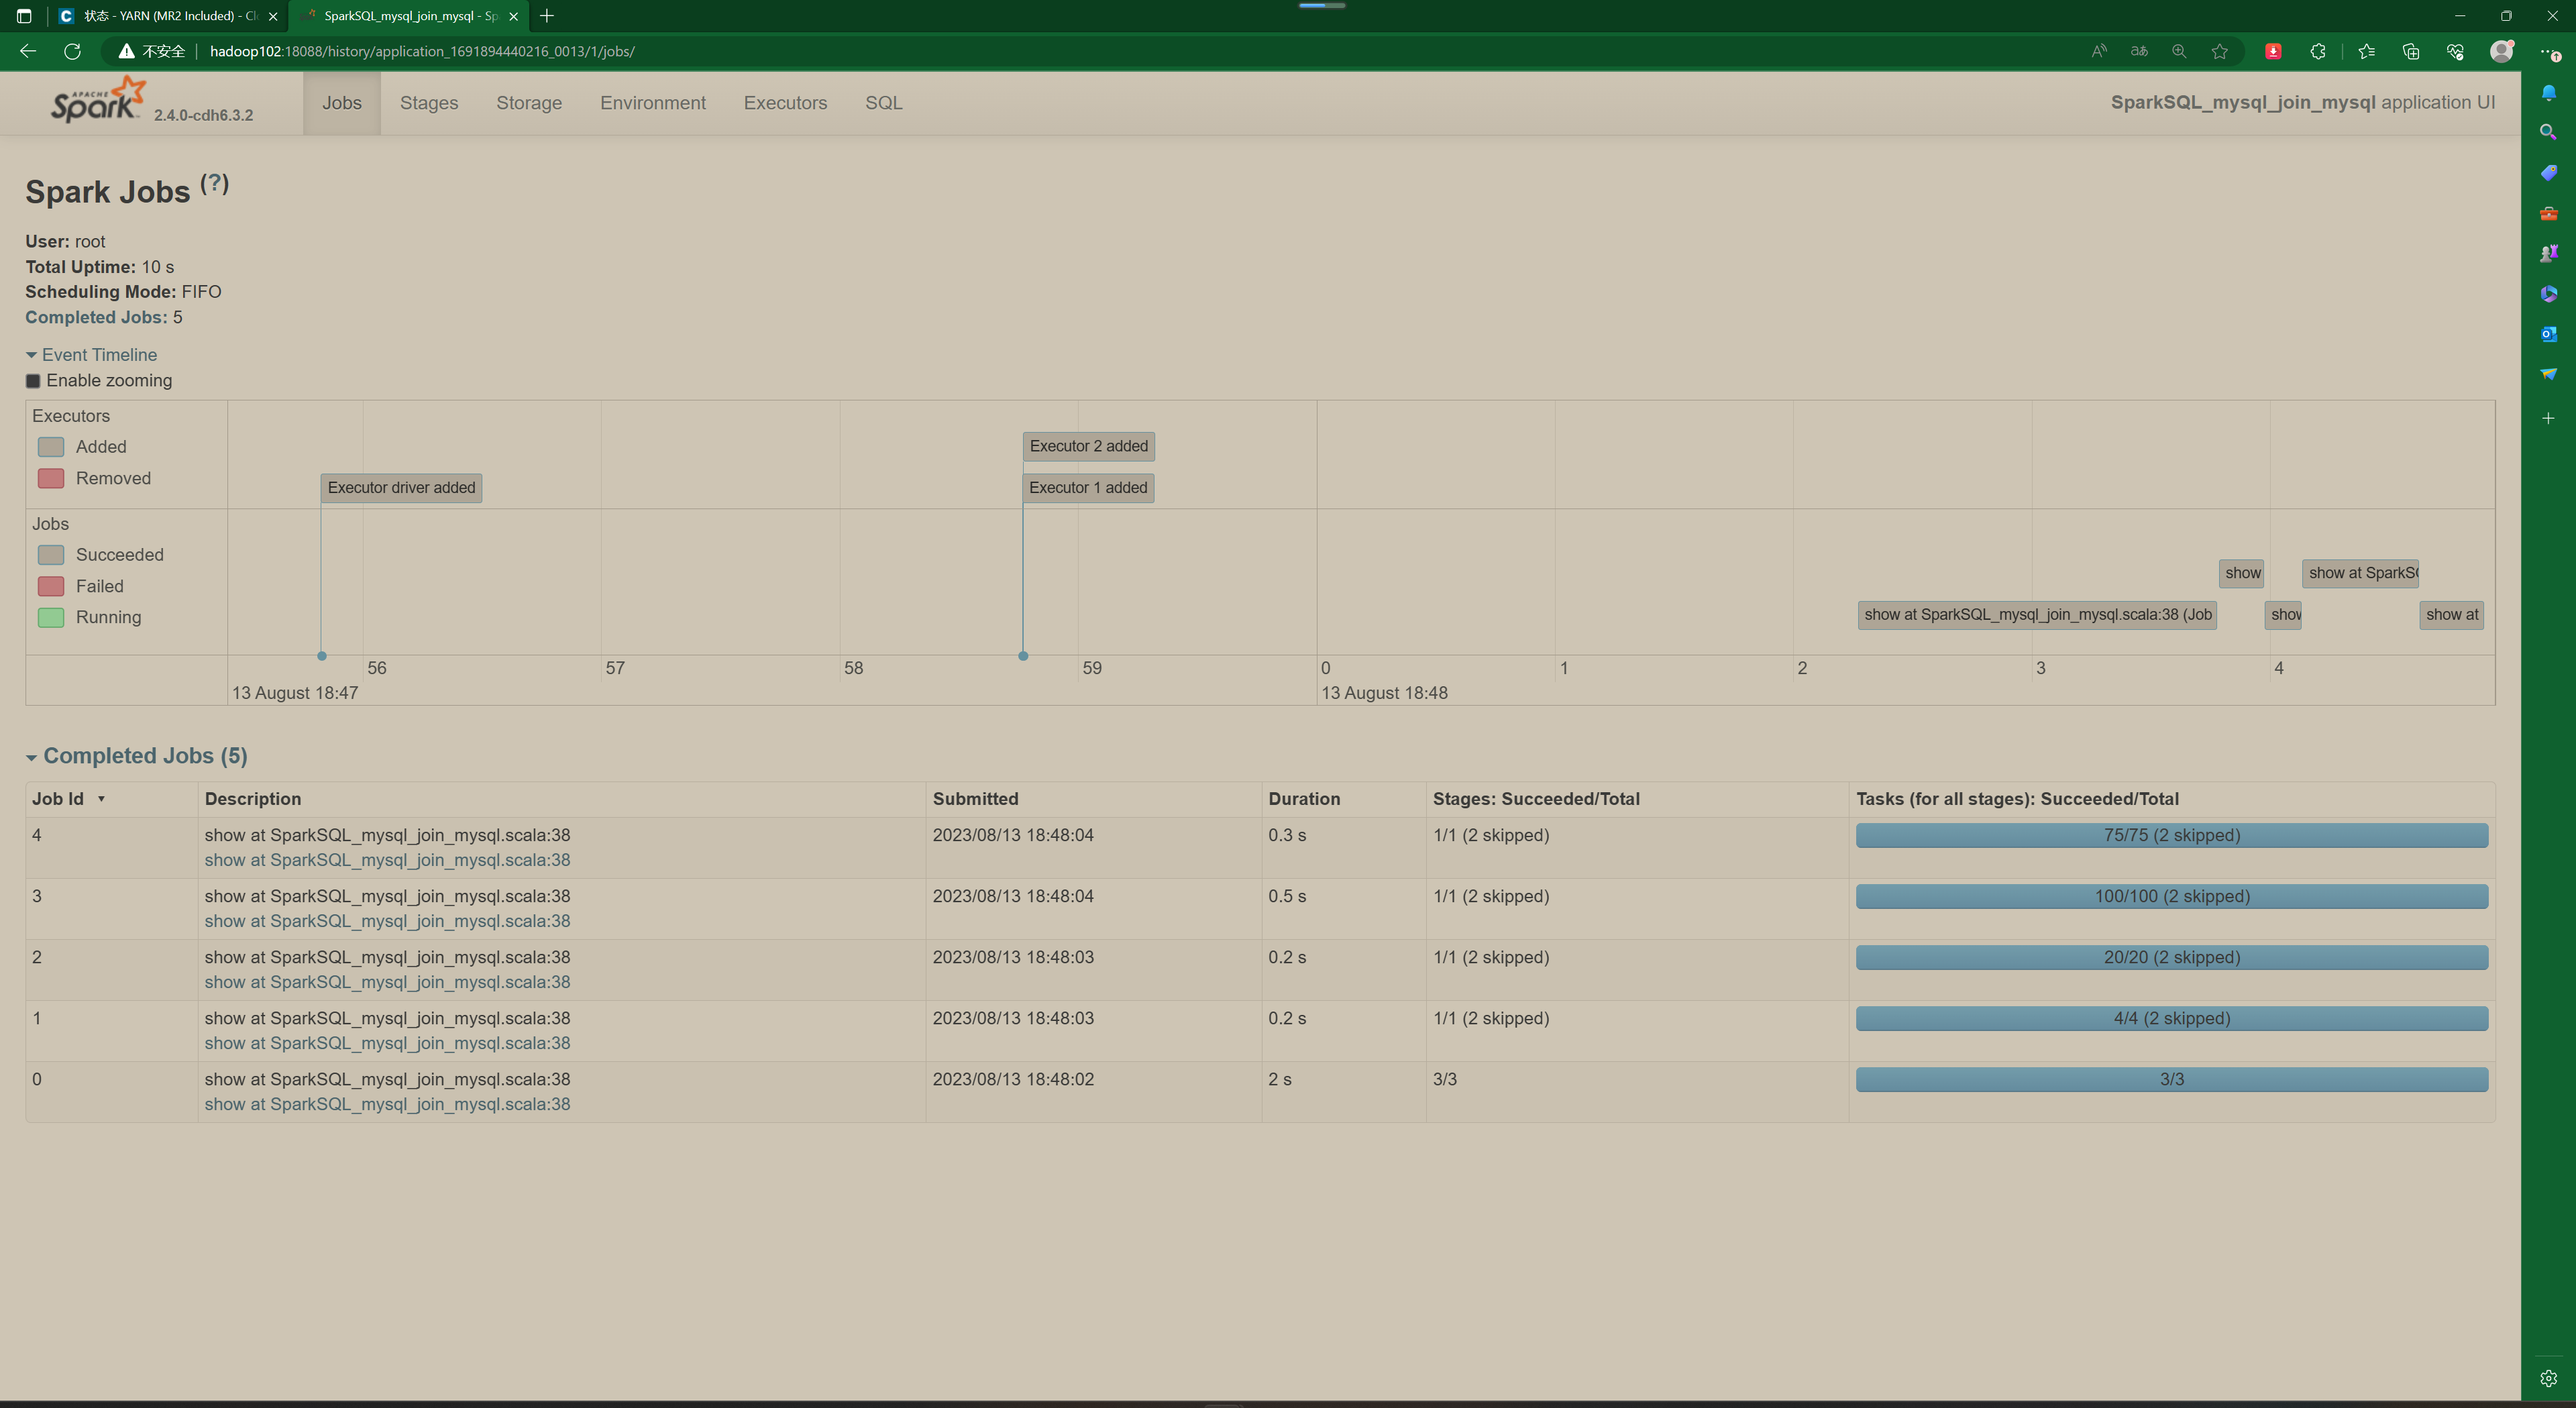 状态 - YARN (MR2 Included) - Cl
SparkSQL_mysql_join_mysql - Sp
不安全
hadoop102:18088/history/application_1691894440216_0013/1/jobs/
APACHE
Spark
2.4.0-cdh6.3.2
Jobs
Stages
Storage
Environment
Executors
SQL
SparkSQL_mysql_join_mysql application UI
Spark Jobs (?)
User: root
Total Uptime: 10 s
Scheduling Mode: FIFO
Completed Jobs: 5
Event Timeline
Enable zooming
Executors
Added
Removed
Executor 2 added
Executor driver added
Executor 1 added
Jobs
Succeeded
Failed
Running
show
show at SparkS
show at SparkSQL_mysql_join_mysql.scala:38 (Job
show
show at
56 57 58 59 0 1 2 3 4
13 August 18:47
13 August 18:48
Completed Jobs (5)
Job Id ▾ Description Submitted Duration Stages: Succeeded/Total Tasks (for all stages): Succeeded/Total
4 show at SparkSQL_mysql_join_mysql.scala:38 2023/08/13 18:48:04 0.3 s 1/1 (2 skipped) 75/75 (2 skipped)
show at SparkSQL_mysql_join_mysql.scala:38
3 show at SparkSQL_mysql_join_mysql.scala:38 2023/08/13 18:48:04 0.5 s 1/1 (2 skipped) 100/100 (2 skipped)
show at SparkSQL_mysql_join_mysql.scala:38
2 show at SparkSQL_mysql_join_mysql.scala:38 2023/08/13 18:48:03 0.2 s 1/1 (2 skipped) 20/20 (2 skipped)
show at SparkSQL_mysql_join_mysql.scala:38
1 show at SparkSQL_mysql_join_mysql.scala:38 2023/08/13 18:48:03 0.2 s 1/1 (2 skipped) 4/4 (2 skipped)
show at SparkSQL_mysql_join_mysql.scala:38
0 show at SparkSQL_mysql_join_mysql.scala:38 2023/08/13 18:48:02 2 s 3/3 3/3
show at SparkSQL_mysql_join_mysql.scala:38